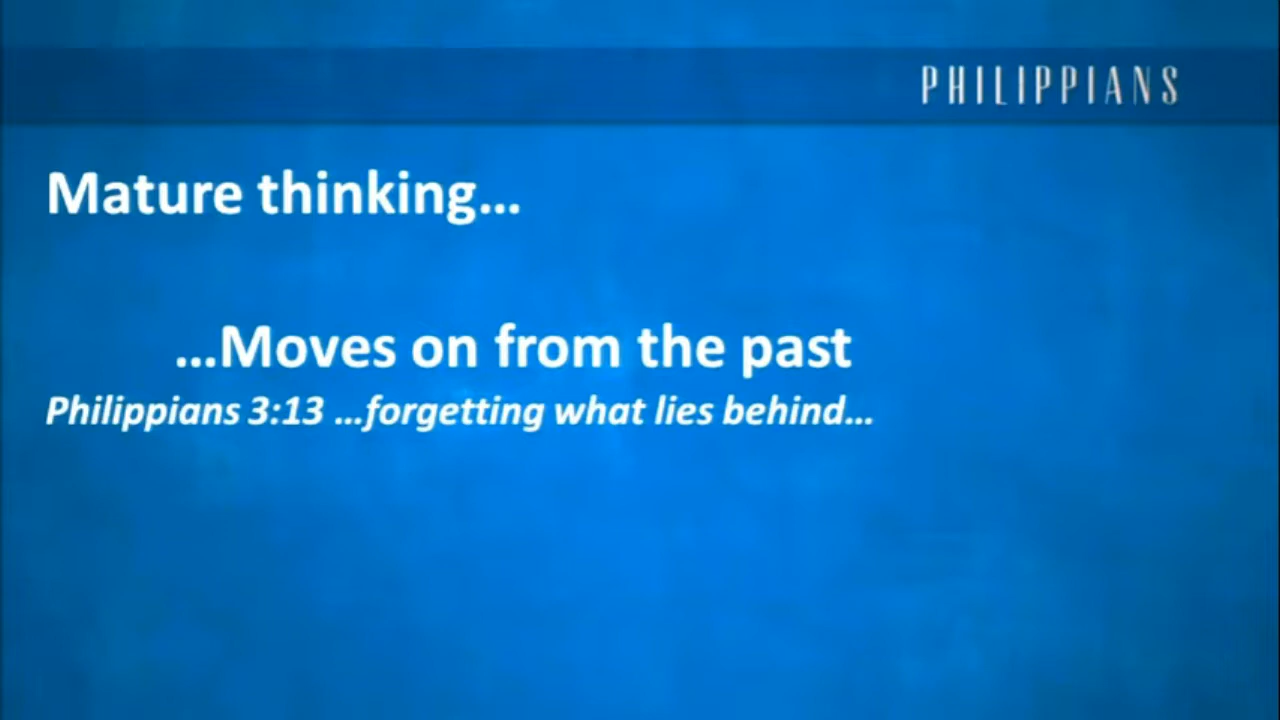 PHILIPPIANS
Mature thinking…
…Moves on from the past
Philippians 3:13 …forgetting what lies behind…